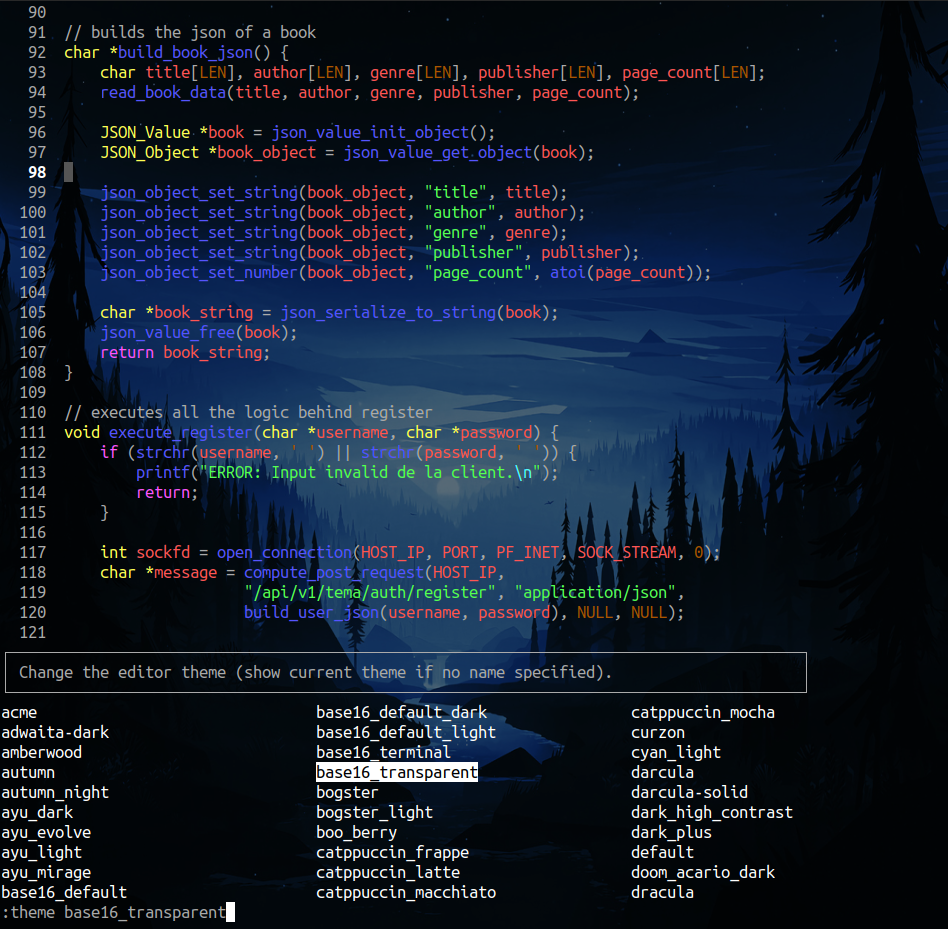 90
91 // builds the json of a book
92 char *build_book_json() {
93     char title[LEN], author[LEN], genre[LEN], publisher[LEN], page_count[LEN];
94     read_book_data(title, author, genre, publisher, page_count);
95
96     JSON_Value *book = json_value_init_object();
97     JSON_Object *book_object = json_value_get_object(book);
98
99     json_object_set_string(book_object, "title", title);
100     json_object_set_string(book_object, "author", author);
101     json_object_set_string(book_object, "genre", genre);
102     json_object_set_string(book_object, "publisher", publisher);
103     json_object_set_number(book_object, "page_count", atoi(page_count));
104
105     char *book_string = json_serialize_to_string(book);
106     json_value_free(book);
107     return book_string;
108 }
109
110 // executes all the logic behind register
111 void execute_register(char *username, char *password) {
112     if (strchr(username, ' ') || strchr(password, ' ')) {
113         printf("ERROR: Input invalid de la client.\n");
114         return;
115     }
116
117     int sockfd = open_connection(HOST_IP, PORT, PF_INET, SOCK_STREAM, 0);
118     char *message = compute_post_request(HOST_IP,
119                     "/api/v1/tema/auth/register", "application/json",
120                     build_user_json(username, password), NULL, NULL);
121
Change the editor theme (show current theme if no name specified).
acme base16_default_dark catppuccin_mocha
adwaita-dark base16_default_light curzon
amberwood base16_terminal cyan_light
autumn base16_transparent darcula
autumn_night bogster darcula-solid
ayu_dark bogster_light dark_high_contrast
ayu_evolve boo_berry dark_plus
ayu_light catppuccin_frappe default
ayu_mirage catppuccin_latte doom_acario_dark
base16_default catppuccin_macchiato dracula
:theme base16_transparent